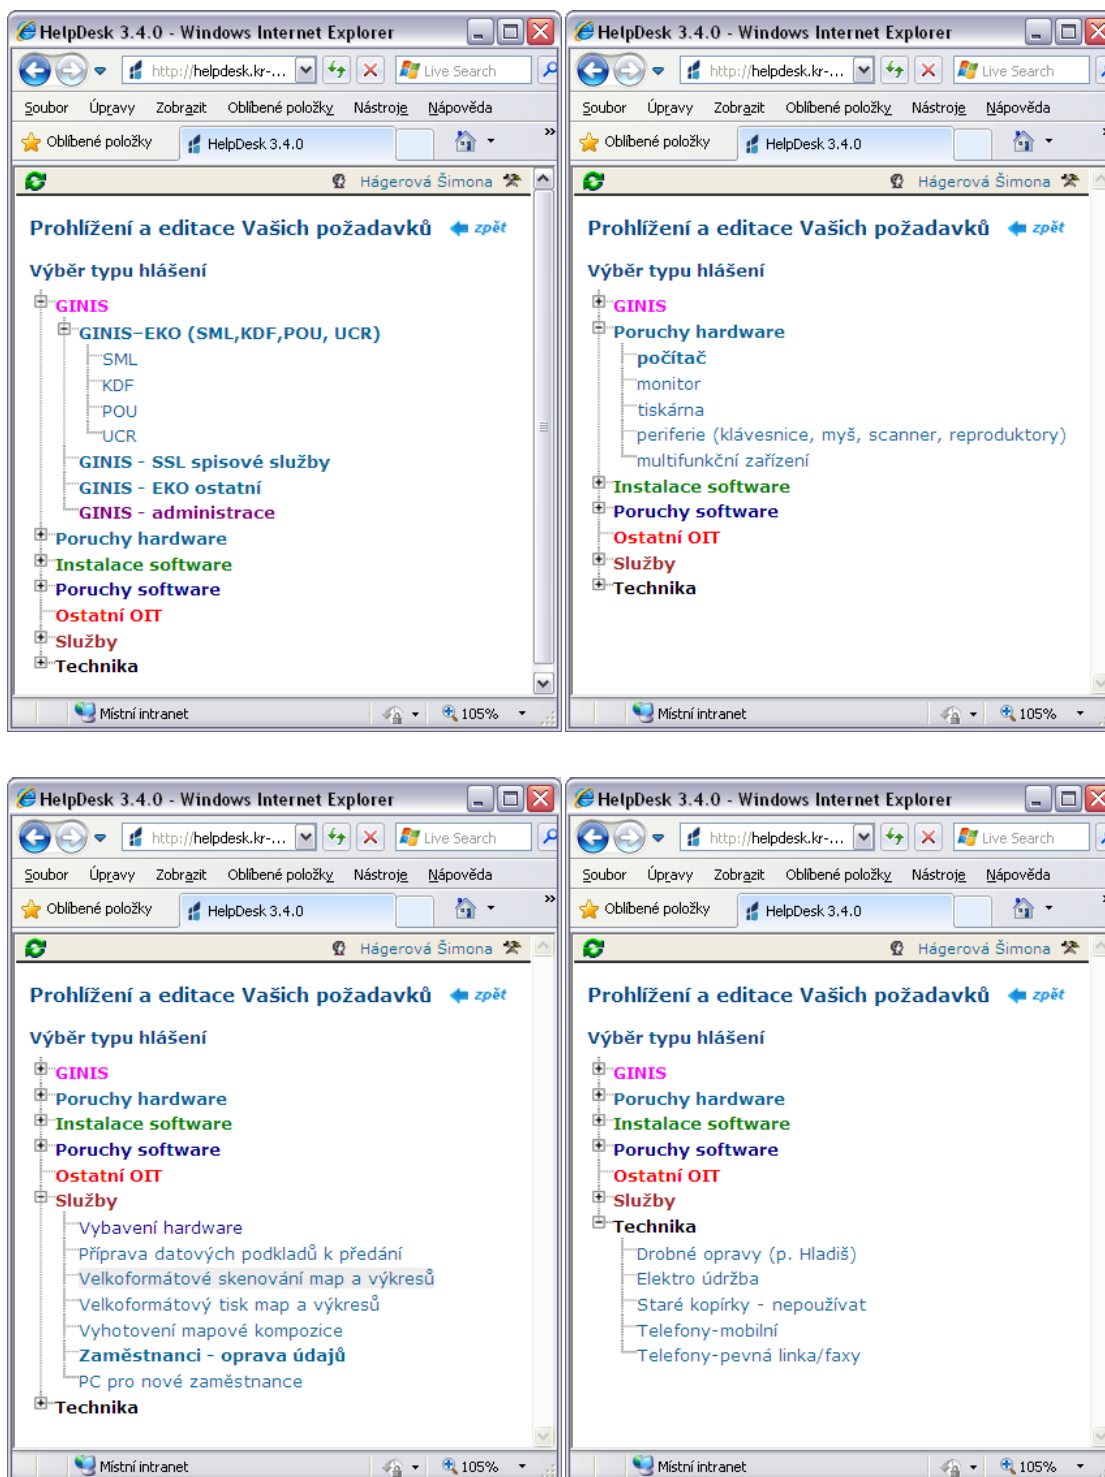 HelpDesk 3.4.0 - Windows Internet Explorer
http://helpdesk.kr-...
Live Search
Soubor Úpravy Zobrazit Oblíbené položky Nástroje Nápověda
Oblíbené položky
HelpDesk 3.4.0
»
Hágerová Šimona
Prohlížení a editace Vašich požadavků zpět
Výběr typu hlášení
GINIS
GINIS-EKO (SML,KDF,POU, UCR)
SML
KDF
POU
UCR
GINIS - SSL spisové služby
GINIS - EKO ostatní
GINIS - administrace
Poruchy hardware
Instalace software
Poruchy software
Ostatní OIT
Služby
Technika
Místní intranet
105%
HelpDesk 3.4.0 - Windows Internet Explorer
http://helpdesk.kr-...
Live Search
Soubor Úpravy Zobrazit Oblíbené položky Nástroje Nápověda
Oblíbené položky
HelpDesk 3.4.0
Hágerová Šimona
Prohlížení a editace Vašich požadavků zpět
Výběr typu hlášení
GINIS
Poruchy hardware
počítač
monitor
tiskárna
periferie (klávesnice, myš, scanner, reproduktory)
multifunkční zařízení
Instalace software
Poruchy software
Ostatní OIT
Služby
Technika
Místní intranet
105%
HelpDesk 3.4.0 - Windows Internet Explorer
http://helpdesk.kr-...
Live Search
Soubor Úpravy Zobrazit Oblíbené položky Nástroje Nápověda
Oblíbené položky
HelpDesk 3.4.0
»
Hágerová Šimona
Prohlížení a editace Vašich požadavků zpět
Výběr typu hlášení
GINIS
Poruchy hardware
Instalace software
Poruchy software
Ostatní OIT
Služby
Vybavení hardware
Příprava datových podkladů k předání
Velkoformátové skenování map a výkresů
Velkoformátový tisk map a výkresů
Vyhotovení mapové kompozice
Zaměstnanci - oprava údajů
PC pro nové zaměstnance
Technika
Místní intranet
105%
HelpDesk 3.4.0 - Windows Internet Explorer
http://helpdesk.kr-...
Live Search
Soubor Úpravy Zobrazit Oblíbené položky Nástroje Nápověda
Oblíbené položky
HelpDesk 3.4.0
Hágerová Šimona
Prohlížení a editace Vašich požadavků zpět
Výběr typu hlášení
GINIS
Poruchy hardware
Instalace software
Poruchy software
Ostatní OIT
Služby
Technika
Drobné opravy (p. Hladiš)
Elektro údržba
Staré kopírky - nepoužívat
Telefony-mobilní
Telefony-pevná linka/faxy
Místní intranet
105%